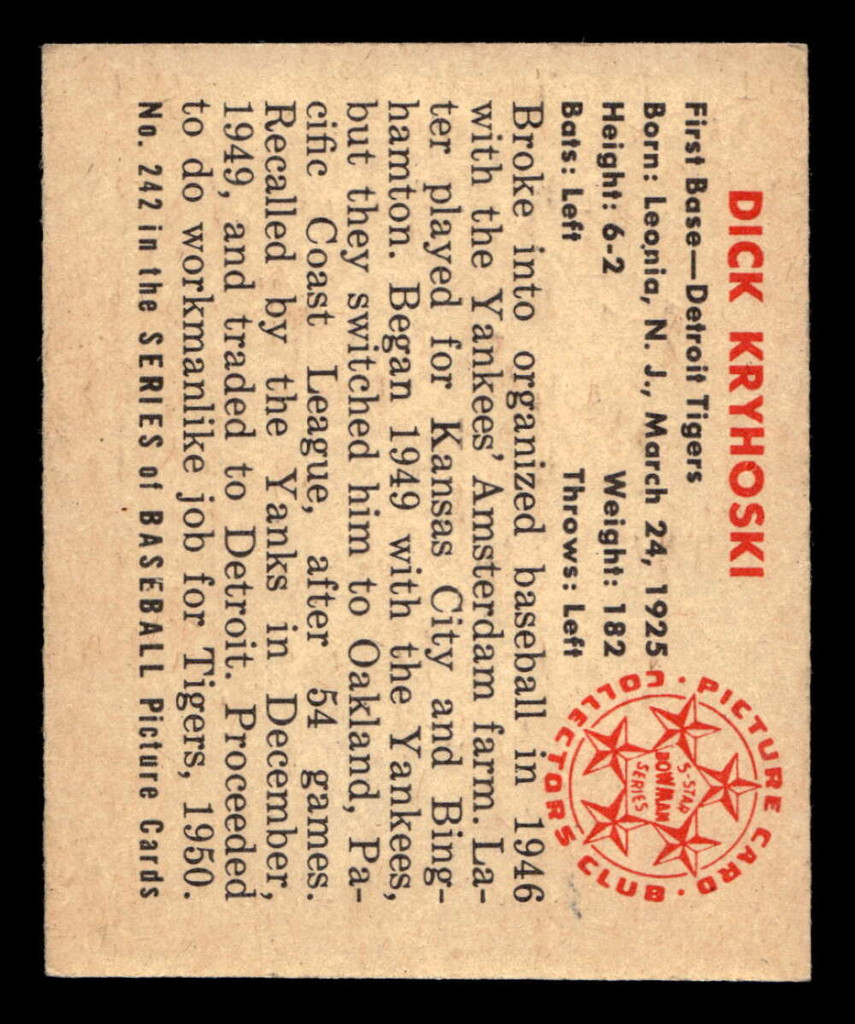 DICK KRYHOSKI
First Base—Detroit Tigers
Born: Leonia, N. J., March 24, 1925
Height: 6-2 Weight: 182
Bats: Left Throws: Left
Broke into organized baseball in 1946
with the Yankees' Amsterdam farm. La-
ter played for Kansas City and Bing-
hamton. Began 1949 with the Yankees,
but they switched him to Oakland, Pa-
cific Coast League, after 54 games.
Recalled by the Yanks in December,
1949, and traded to Detroit. Proceeded
to do workmanlike job for Tigers, 1950.
No. 242 in the SERIES of BASEBALL Picture Cards
PICTURE CARD · COLLECTORS CLUB ·
5-STAR
BOWMAN
SERIES